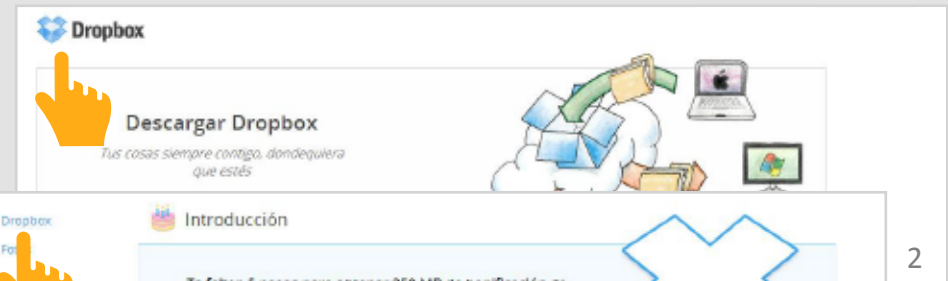 Dropbox
Descargar Dropbox
Tus cosas siempre contigo, dondequiera
que estés
Dropbox
Introducción
2